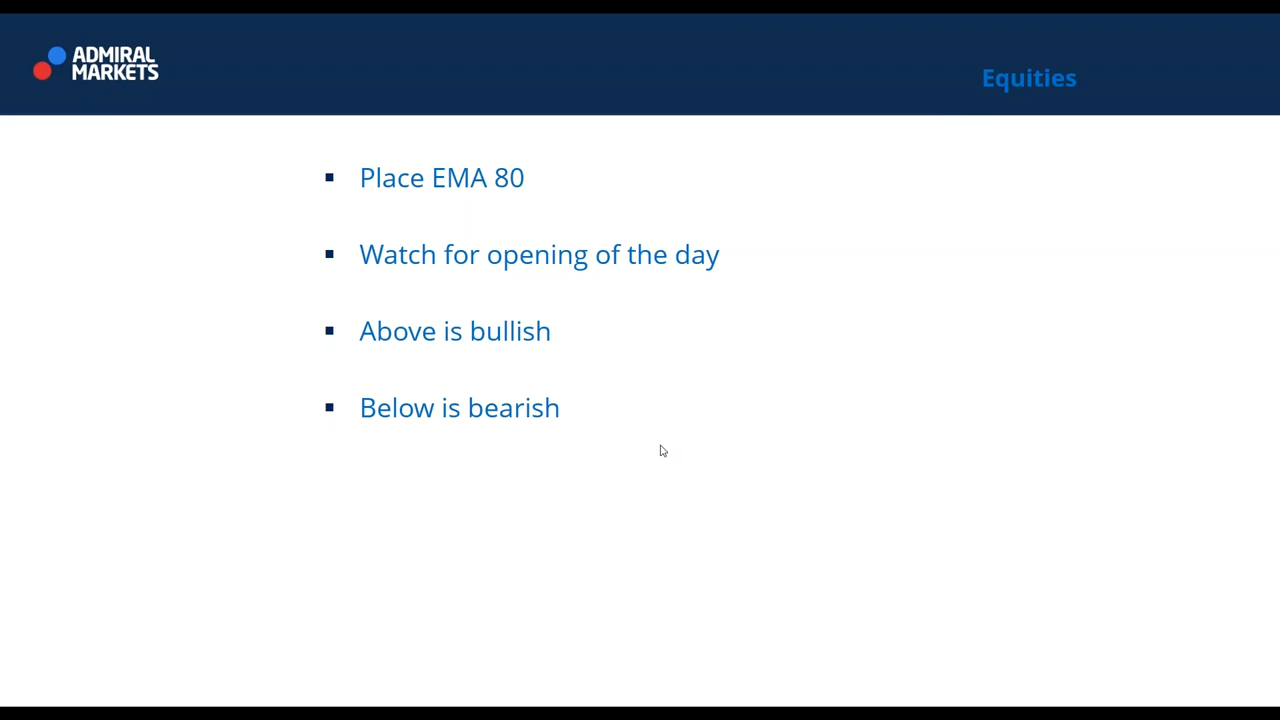 ADMIRAL
MARKETS
Equities
▪ Place EMA 80
▪ Watch for opening of the day
▪ Above is bullish
▪ Below is bearish